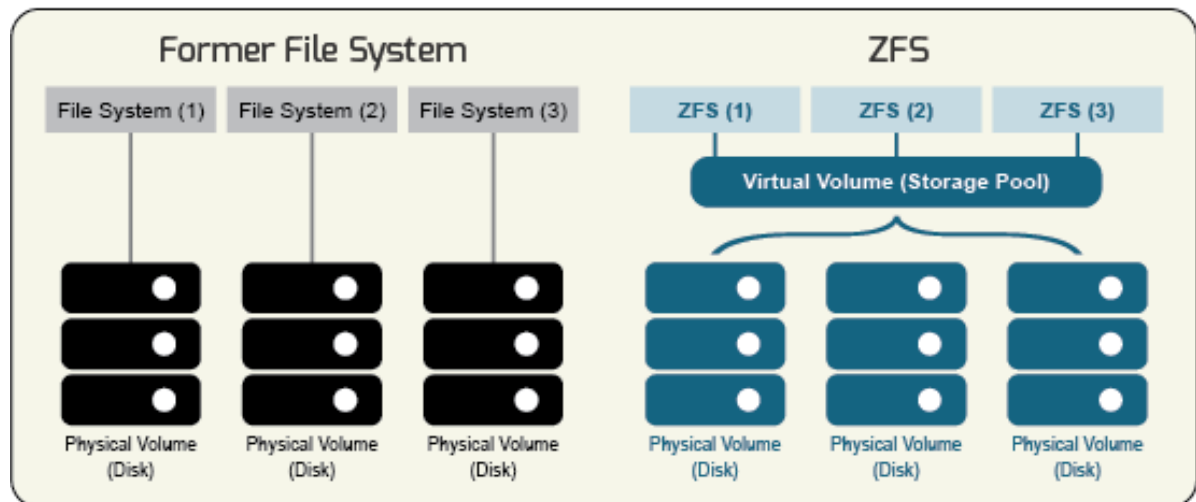 Former File System
File System (1)
File System (2)
File System (3)
Physical Volume
(Disk)
Physical Volume
(Disk)
Physical Volume
(Disk)
ZFS
ZFS (1)
ZFS (2)
ZFS (3)
Virtual Volume (Storage Pool)
Physical Volume
(Disk)
Physical Volume
(Disk)
Physical Volume
(Disk)